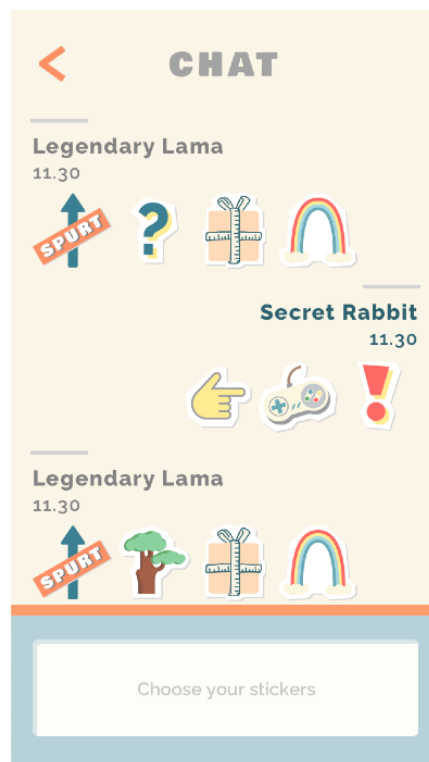 CHAT
Legendary Lama
11.30
SPURT
?
Secret Rabbit
11.30
!
Legendary Lama
11.30
SPURT
Choose your stickers